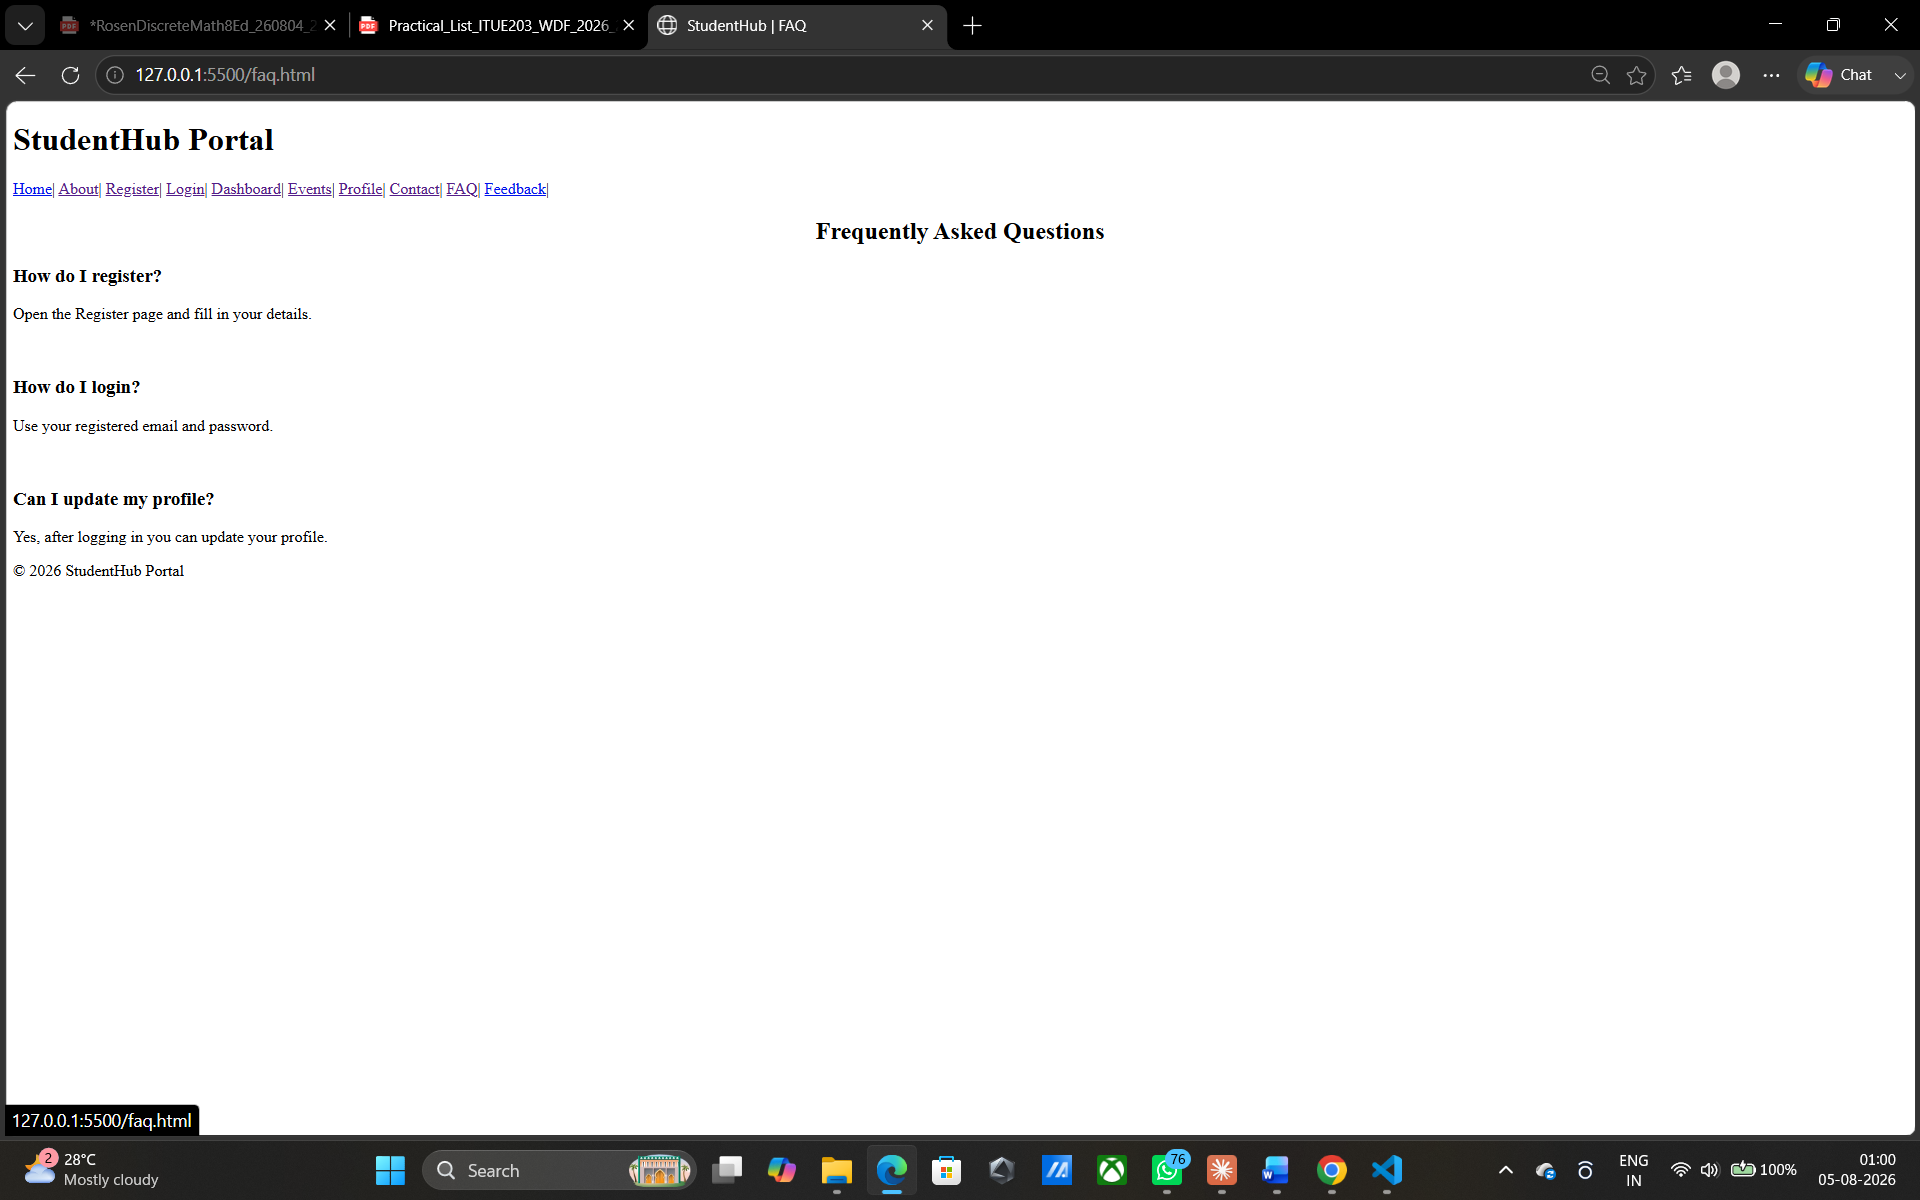 *RosenDiscreteMath8Ed_260804_2
Practical_List_ITUE203_WDF_2026_
StudentHub | FAQ
127.0.0.1:5500/faq.html
Chat
StudentHub Portal
Home| About| Register| Login| Dashboard| Events| Profile| Contact| FAQ| Feedback|
Frequently Asked Questions
How do I register?
Open the Register page and fill in your details.
How do I login?
Use your registered email and password.
Can I update my profile?
Yes, after logging in you can update your profile.
© 2026 StudentHub Portal
127.0.0.1:5500/faq.html
2
28°C
Mostly cloudy
Search
76
ENG
IN
100%
01:00
05-08-2026